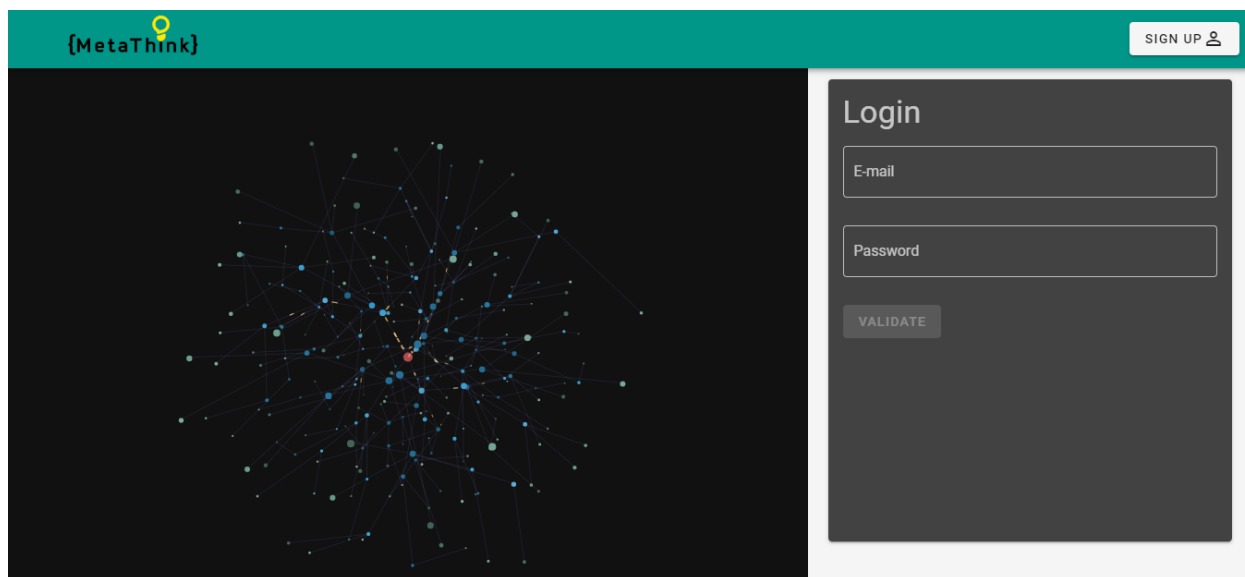 {MetaThink}
SIGN UP
Login
E-mail
Password
VALIDATE